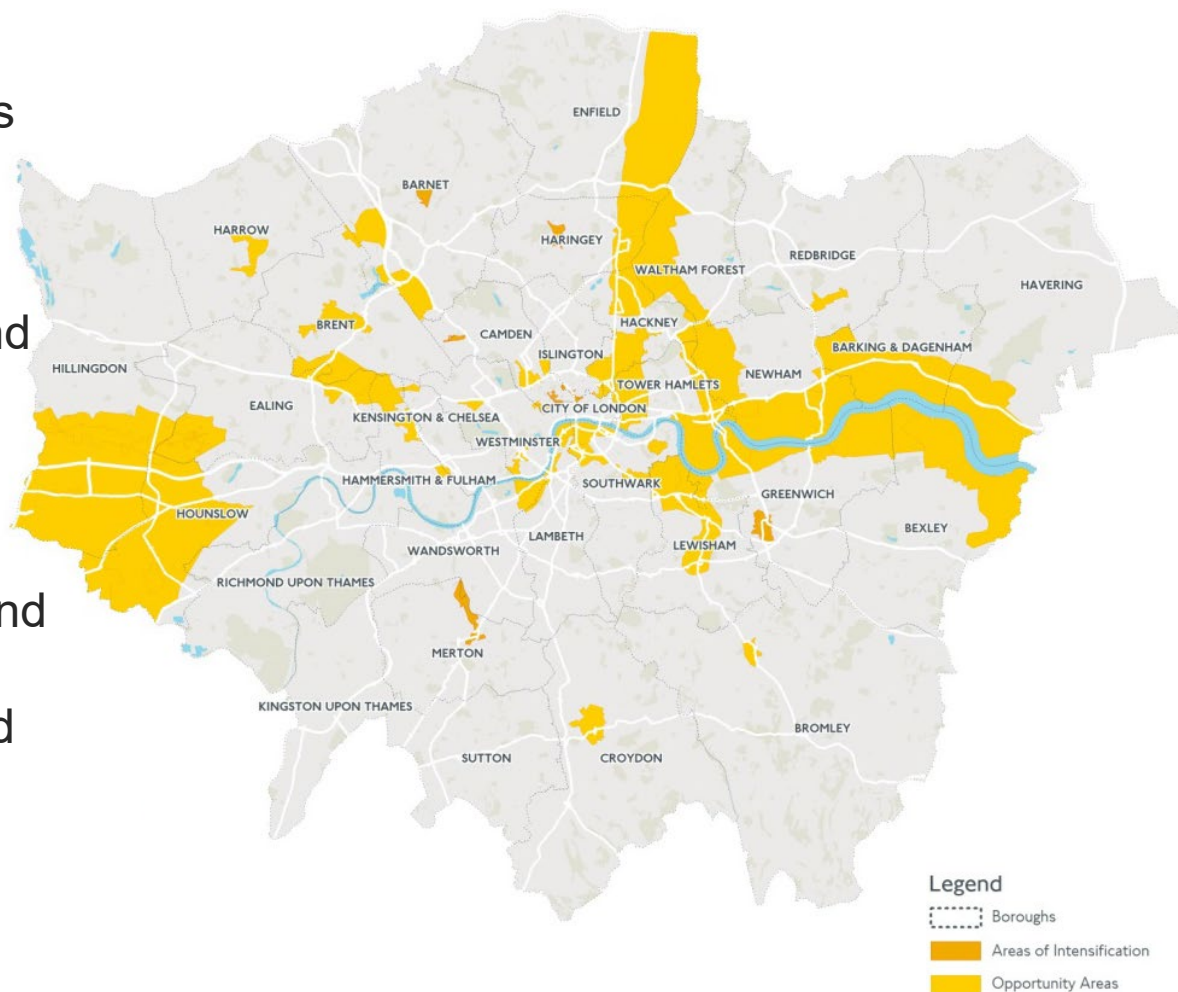 s
nd
nd
d
ENFIELD
BARNET
HARROW
HARINGEY
REDBRIDGE
WALTHAM FOREST
HAVERING
BRENT
CAMDEN
HACKNEY
ISLINGTON
BARKING & DAGENHAM
HILLINGDON
NEWHAM
TOWER HAMLETS
EALING
CITY OF LONDON
KENSINGTON & CHELSEA
WESTMINSTER
HAMMERSMITH & FULHAM
SOUTHWARK
GREENWICH
HOUNSLOW
BEXLEY
LAMBETH
LEWISHAM
WANDSWORTH
RICHMOND UPON THAMES
MERTON
KINGSTON UPON THAMES
BROMLEY
SUTTON
CROYDON
Legend
Boroughs
Areas of Intensification
Opportunity Areas